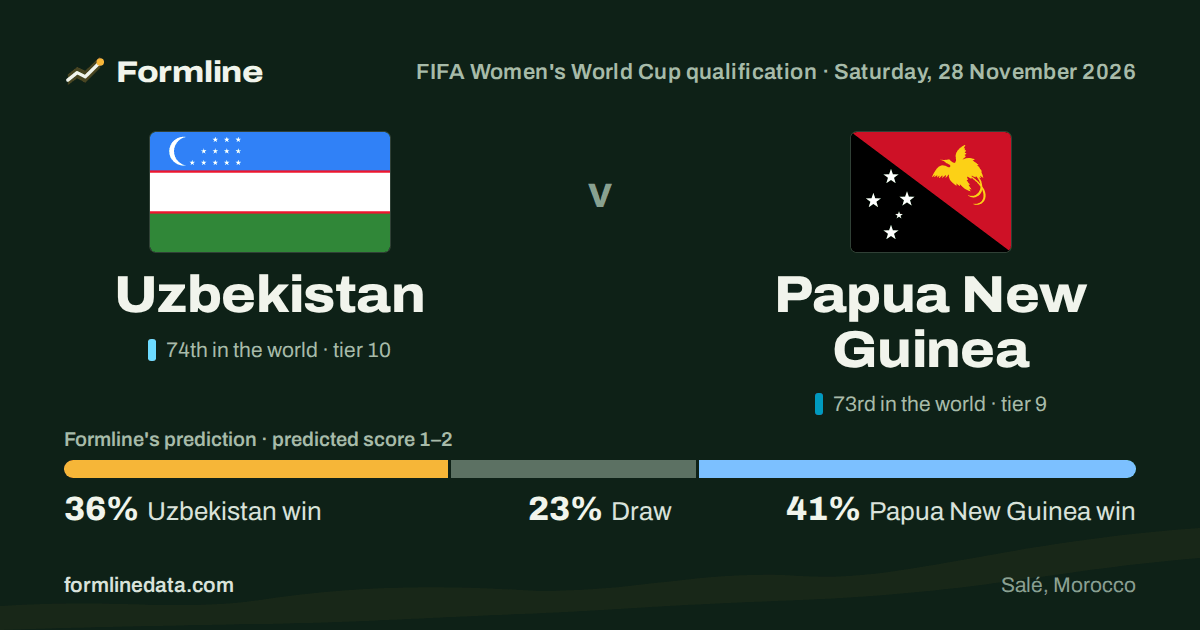 Formline
FIFA Women's World Cup qualification · Saturday, 28 November 2026
V
Uzbekistan
74th in the world · tier 10
Papua New
Guinea
73rd in the world · tier 9
Formline's prediction · predicted score 1–2
36% Uzbekistan win
23% Draw
41% Papua New Guinea win
formlinedata.com
Salé, Morocco